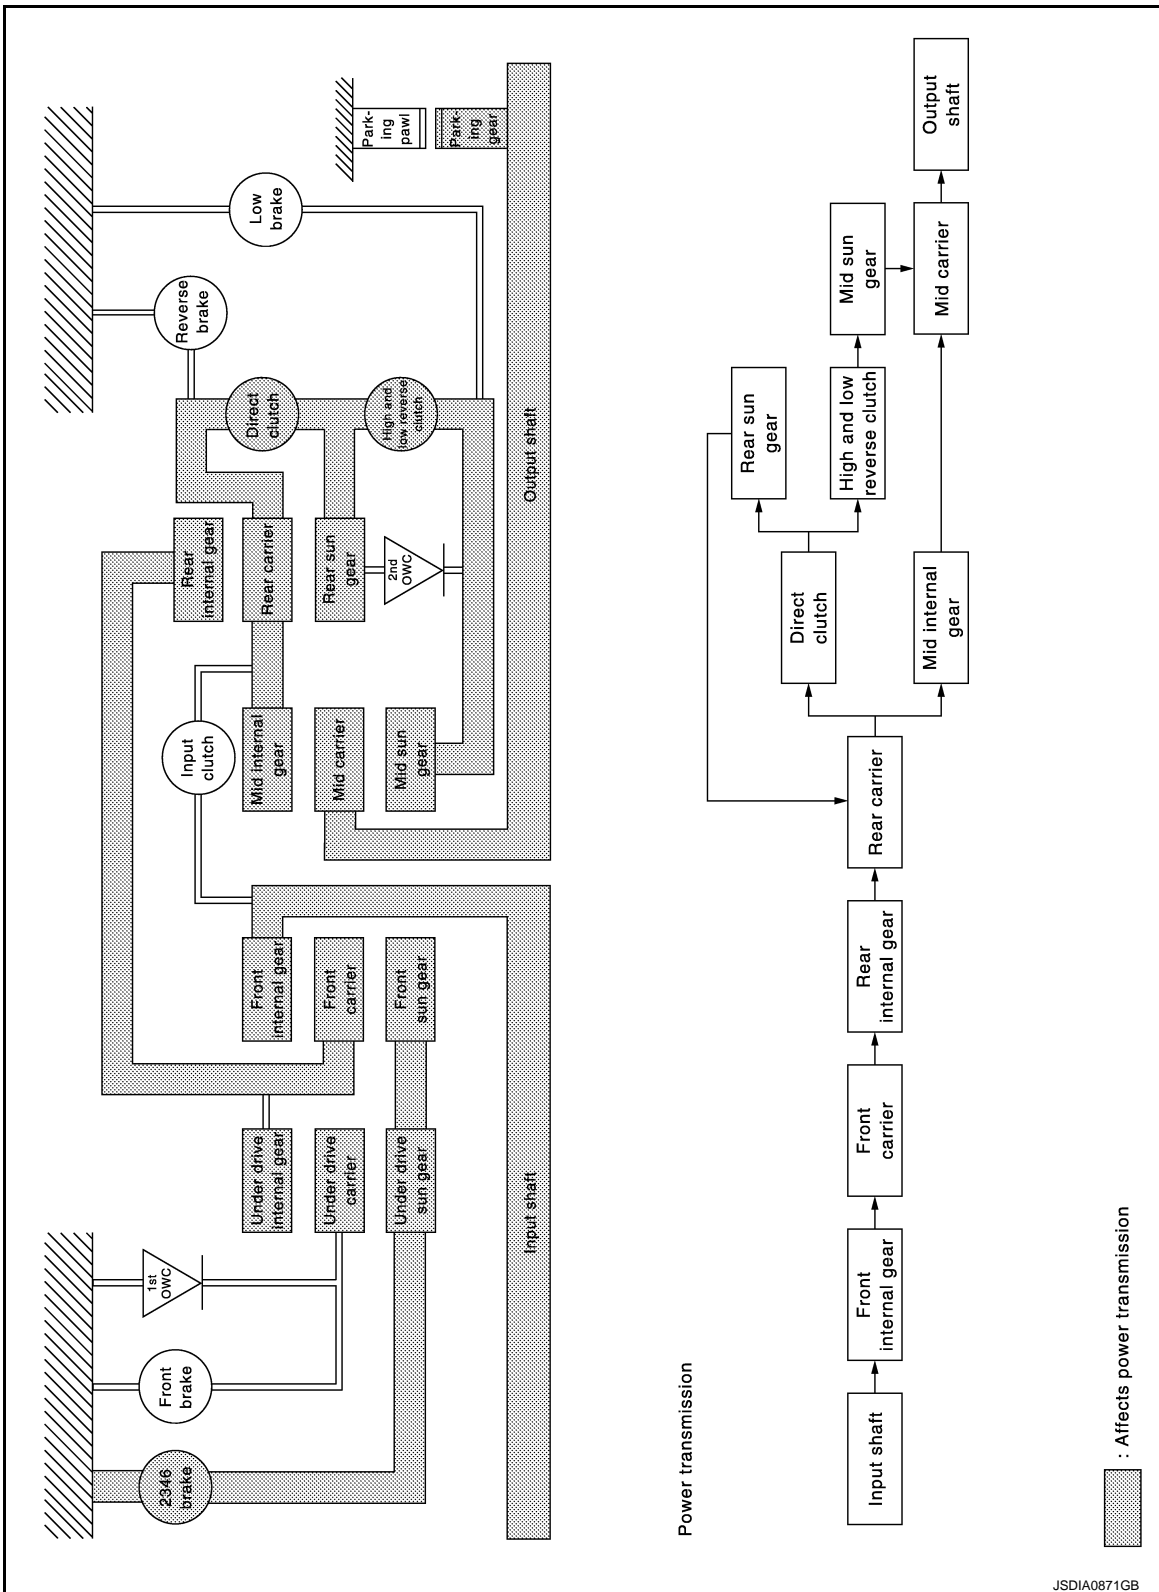 2346
brake
Front
brake
1st
OWC
Under drive
internal gear
Under drive
carrier
Under drive
sun gear
Input shaft
Front
internal gear
Front
carrier
Front
sun gear
Input
clutch
Mid internal
gear
Mid carrier
Mid sun
gear
Rear
internal gear
Rear carrier
Rear sun
gear
2nd
OWC
Direct
clutch
High and
low reverse
clutch
Reverse
brake
Low
brake
Output shaft
Park-
ing
pawl
Park-
ing
gear
Power transmission
Input shaft
Front
internal gear
Front
carrier
Rear
internal gear
Rear carrier
Direct
clutch
Mid internal
gear
Rear sun
gear
High and low
reverse clutch
Mid sun
gear
Mid carrier
Output
shaft
: Affects power transmission
JSDIA0871GB